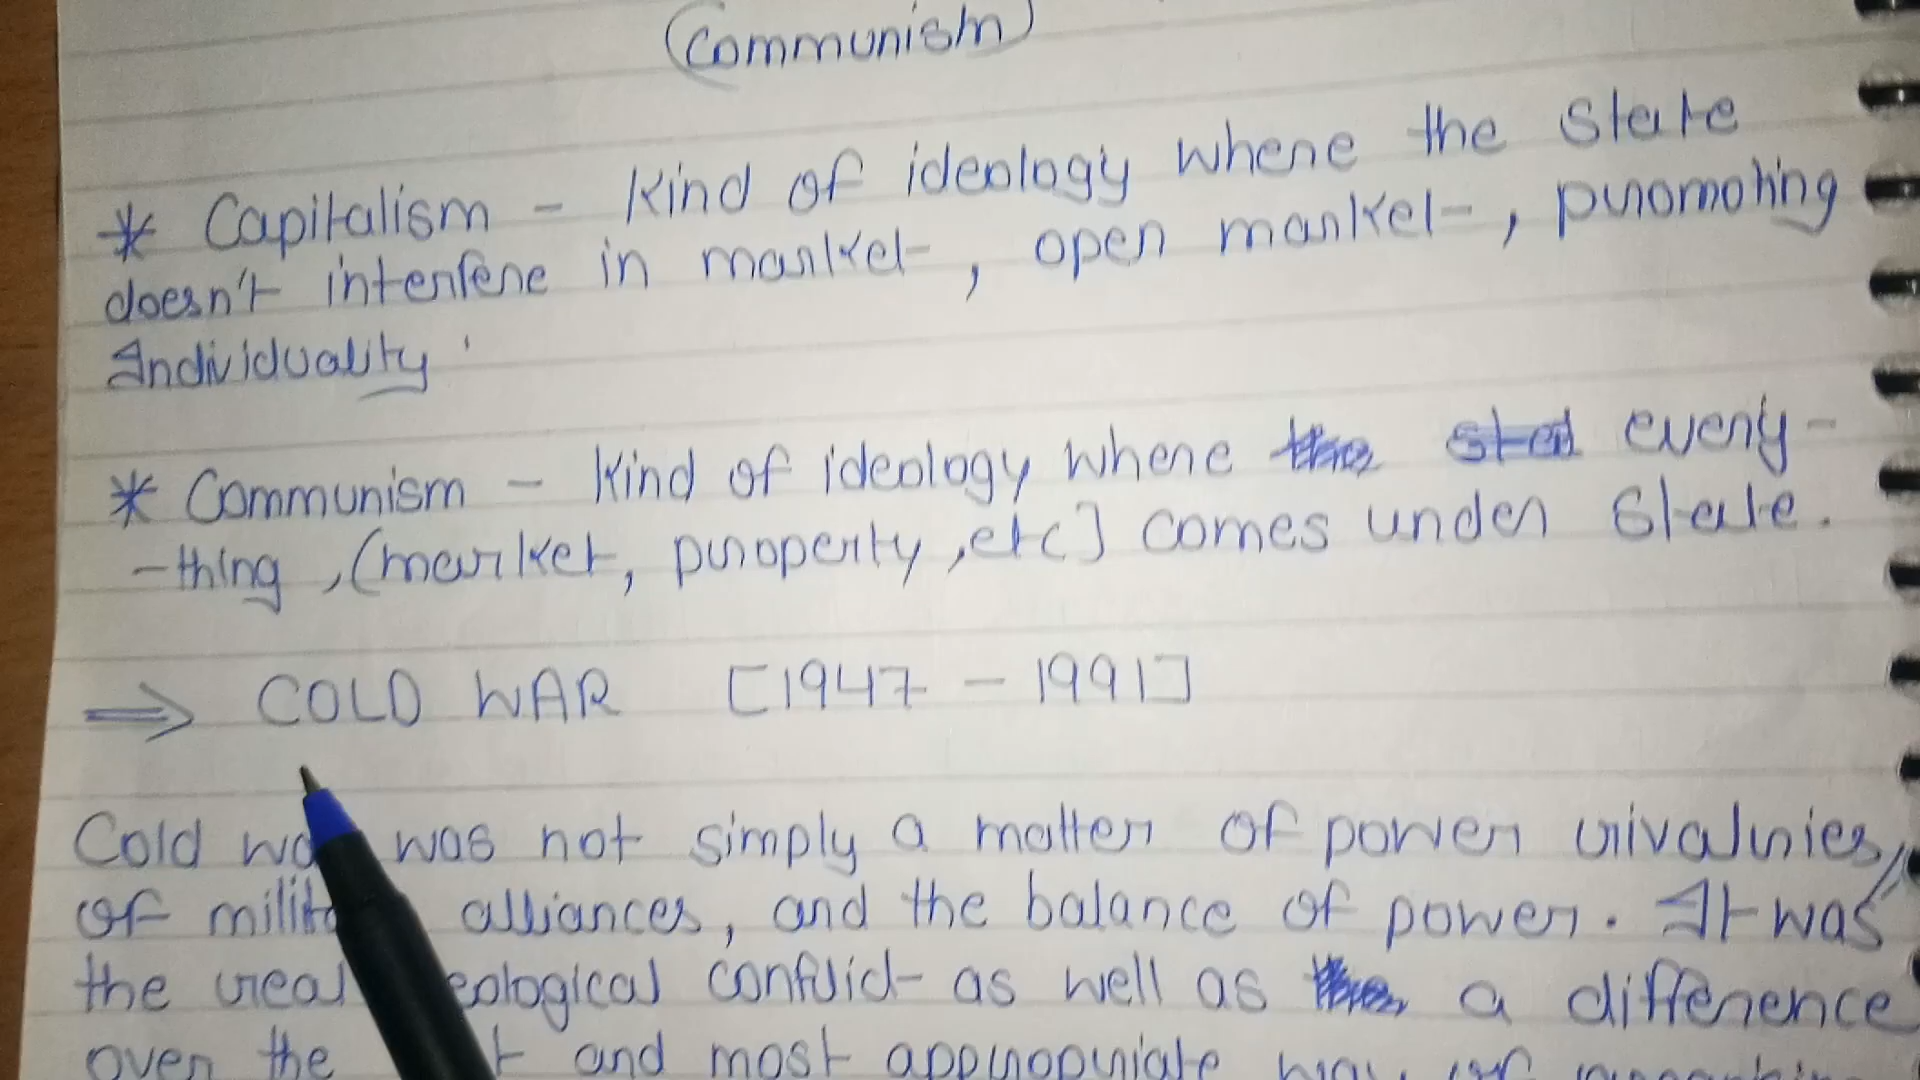 (Communism)
* Capitalism - Kind of ideology where the State
doesn't interfere in market, open market, promoting
Individuality.
* Communism - Kind of ideology where every-
-thing, (market, property, etc] comes under State.
⇒ COLD WAR [1947 - 1991]
Cold was not simply a matter of power rivalries,
of alliances, and the balance of power. It was
the real conflict as well as a difference
over the and most appropriate